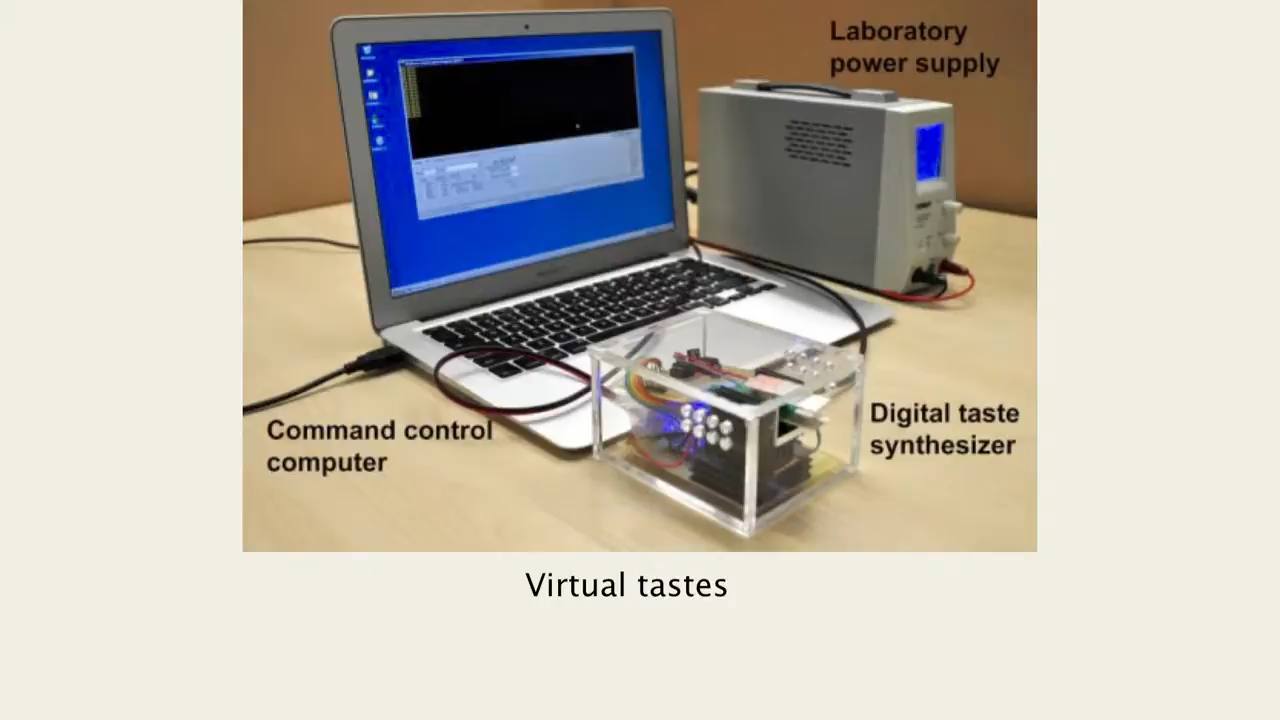 Laboratory
power supply
Command control
computer
Digital taste
synthesizer
Virtual tastes